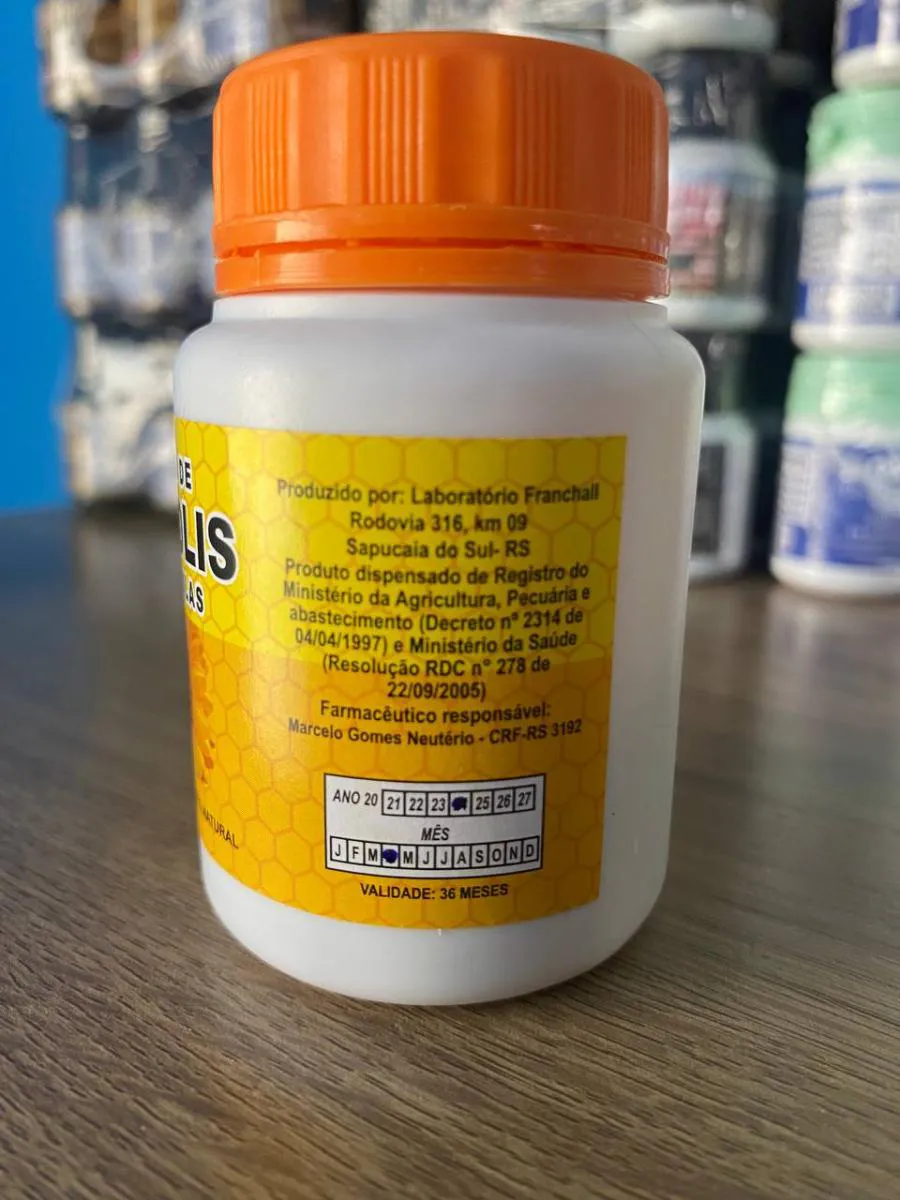 DE
LIS
LAS
NATURAL
Produzido por: Laboratório Franchall
Rodovia 316, km 09
Sapucaia do Sul- RS
Produto dispensado de Registro do
Ministério da Agricultura, Pecuária e
abastecimento (Decreto nº 2314 de
04/04/1997) e Ministério da Saúde
(Resolução RDC n° 278 de
22/09/2005)
Farmacêutico responsável:
Marcelo Gomes Neutério - CRF-RS 3192
ANO 20 21 22 23 25 26 27
MÊS
J F M M J J A S O N D
VALIDADE: 36 MESES